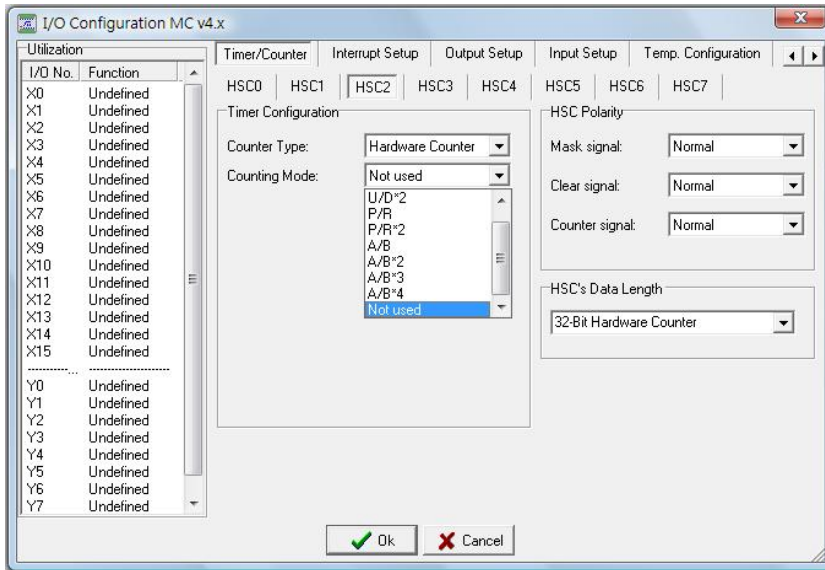 I/O Configuration MC v4.x
Utilization
I/O No. Function
X0 Undefined
X1 Undefined
X2 Undefined
X3 Undefined
X4 Undefined
X5 Undefined
X6 Undefined
X7 Undefined
X8 Undefined
X9 Undefined
X10 Undefined
X11 Undefined
X12 Undefined
X13 Undefined
X14 Undefined
X15 Undefined
-----------... --------------------
Y0 Undefined
Y1 Undefined
Y2 Undefined
Y3 Undefined
Y4 Undefined
Y5 Undefined
Y6 Undefined
Y7 Undefined
Timer/Counter Interrupt Setup Output Setup Input Setup Temp. Configuration
HSC0 HSC1 HSC2 HSC3 HSC4 HSC5 HSC6 HSC7
Timer Configuration
Counter Type: Hardware Counter
Counting Mode: Not used
U/D*2
P/R
P/R*2
A/B
A/B*2
A/B*3
A/B*4
Not used
HSC Polarity
Mask signal: Normal
Clear signal: Normal
Counter signal: Normal
HSC's Data Length
32-Bit Hardware Counter
Ok Cancel